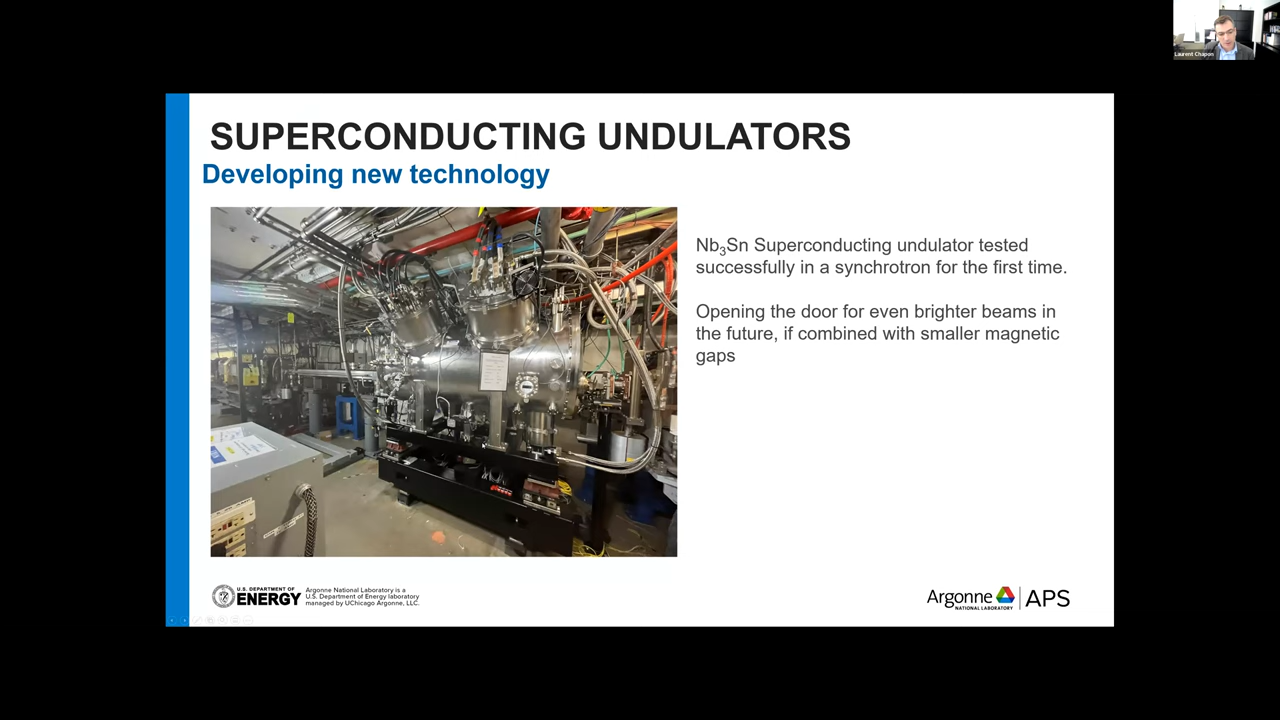 Laurent Chapon
SUPERCONDUCTING UNDULATORS
Developing new technology
Nb₃Sn Superconducting undulator tested
successfully in a synchrotron for the first time.
Opening the door for even brighter beams in
the future, if combined with smaller magnetic
gaps
U.S. DEPARTMENT OF
ENERGY
Argonne National Laboratory is a
U.S. Department of Energy laboratory
managed by UChicago Argonne, LLC.
Argonne
NATIONAL LABORATORY
APS